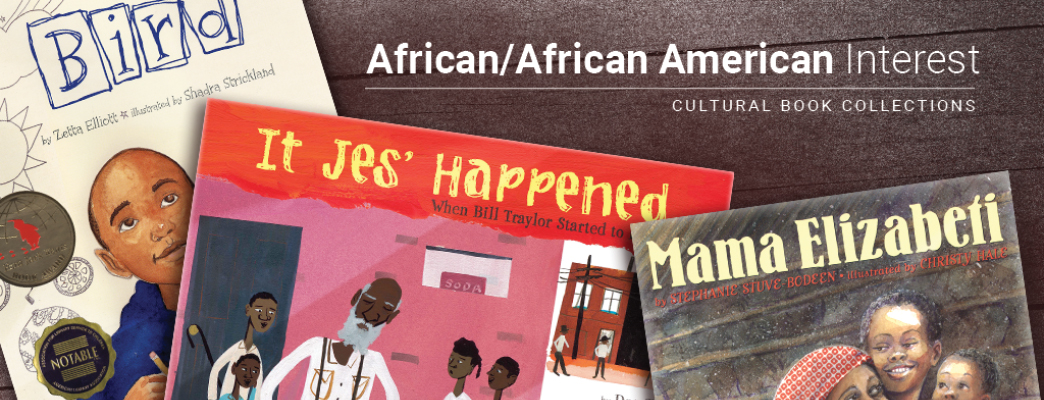 Bird
by Zetta Elliott ★ illustrated by Shadra Strickland
African/African American Interest
CULTURAL BOOK COLLECTIONS
It Jes' Happened
When Bill Traylor Started to
SODA
Mama Elizabeti
by STEPHANIE STUVE-BODEEN • illustrated by CHRISTY HALE
NOTABLE